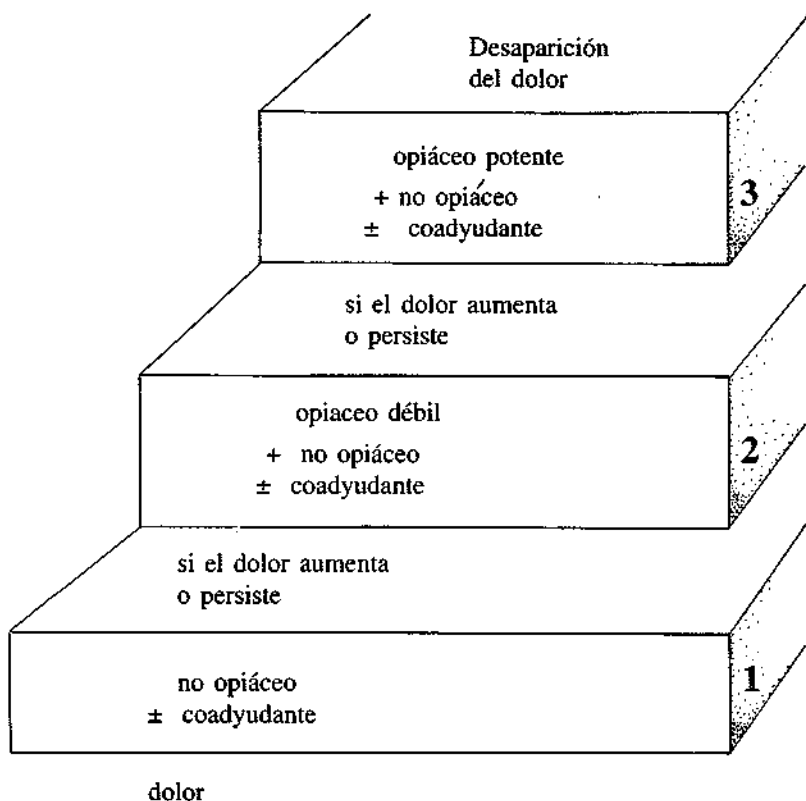 Desaparición
del dolor
opiáceo potente
+ no opiáceo
± coadyudante
3
si el dolor aumenta
o persiste
opiaceo débil
+ no opiáceo
± coadyudante
2
si el dolor aumenta
o persiste
no opiáceo
± coadyudante
1
dolor